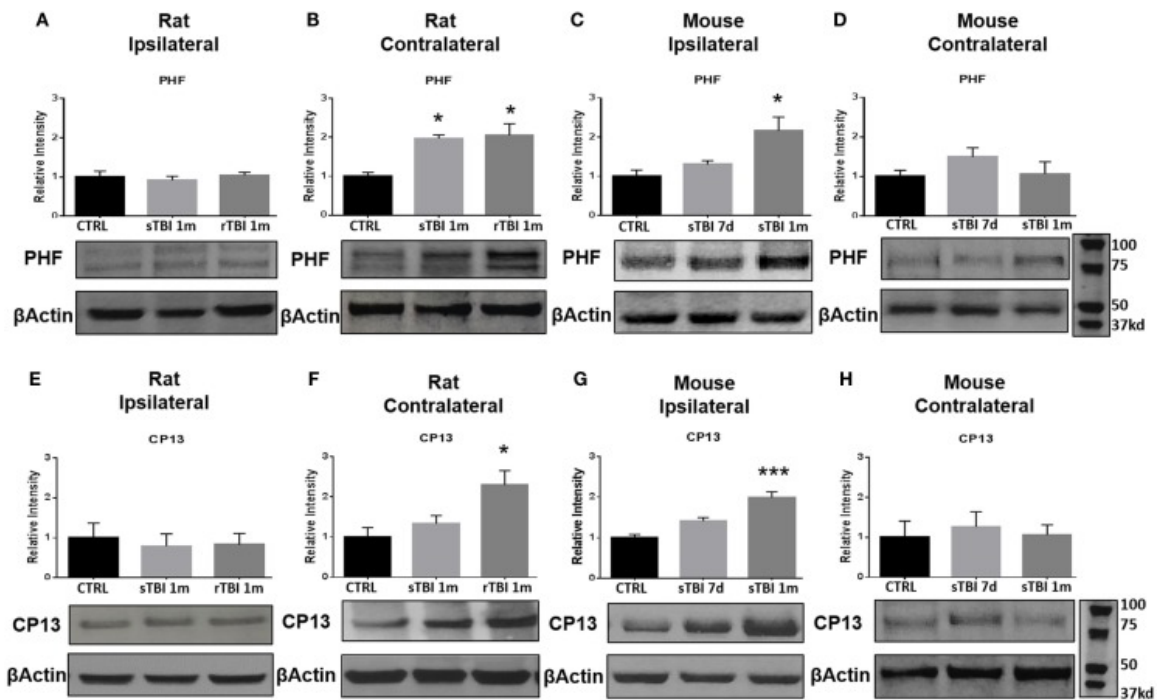 A
Rat
Ipsilateral
PHF
Relative Intensity
3
2
1
0
CTRL sTBI 1m rTBI 1m
PHF
βActin
B
Rat
Contralateral
PHF
Relative Intensity
3
2
1
0
* *
CTRL sTBI 1m rTBI 1m
PHF
βActin
C
Mouse
Ipsilateral
PHF
Relative Intensity
3
2
1
0
*
CTRL sTBI 7d sTBI 1m
PHF
βActin
D
Mouse
Contralateral
PHF
Relative Intensity
3
2
1
0
CTRL sTBI 7d sTBI 1m
PHF
βActin
100
75
50
37kd
E
Rat
Ipsilateral
CP13
Relative Intensity
3
2
1
0
CTRL sTBI 1m rTBI 1m
CP13
βActin
F
Rat
Contralateral
CP13
Relative Intensity
3
2
1
0
*
CTRL sTBI 1m rTBI 1m
CP13
βActin
G
Mouse
Ipsilateral
CP13
Relative Intensity
3
2
1
0
***
CTRL sTBI 7d sTBI 1m
CP13
βActin
H
Mouse
Contralateral
CP13
Relative Intensity
3
2
1
0
CTRL sTBI 7d sTBI 1m
CP13
βActin
100
75
50
37kd